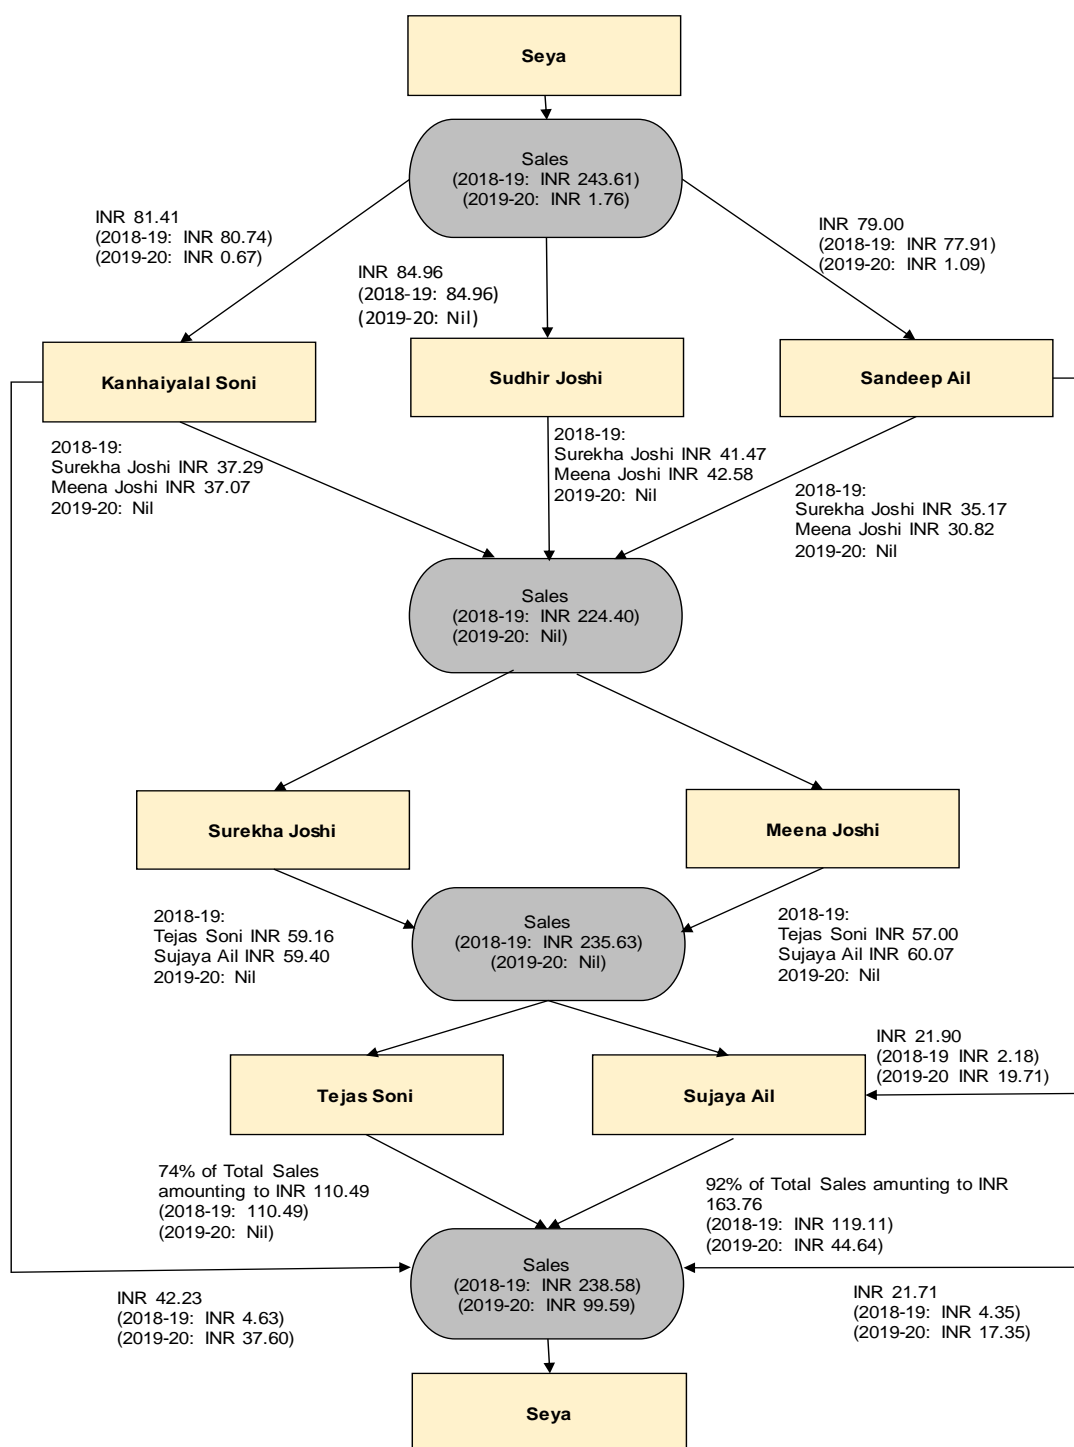 Seya
Sales
(2018-19: INR 243.61)
(2019-20: INR 1.76)
INR 81.41
(2018-19: INR 80.74)
(2019-20: INR 0.67)
INR 84.96
(2018-19: 84.96)
(2019-20: Nil)
INR 79.00
(2018-19: INR 77.91)
(2019-20: INR 1.09)
Kanhaiyalal Soni
Sudhir Joshi
Sandeep Ail
2018-19:
Surekha Joshi INR 37.29
Meena Joshi INR 37.07
2019-20: Nil
2018-19:
Surekha Joshi INR 41.47
Meena Joshi INR 42.58
2019-20: Nil
2018-19:
Surekha Joshi INR 35.17
Meena Joshi INR 30.82
2019-20: Nil
Sales
(2018-19: INR 224.40)
(2019-20: Nil)
Surekha Joshi
Meena Joshi
2018-19:
Tejas Soni INR 59.16
Sujaya Ail INR 59.40
2019-20: Nil
Sales
(2018-19: INR 235.63)
(2019-20: Nil)
2018-19:
Tejas Soni INR 57.00
Sujaya Ail INR 60.07
2019-20: Nil
INR 21.90
(2018-19 INR 2.18)
(2019-20 INR 19.71)
Tejas Soni
Sujaya Ail
74% of Total Sales
amounting to INR 110.49
(2018-19: 110.49)
(2019-20: Nil)
92% of Total Sales amunting to INR
163.76
(2018-19: INR 119.11)
(2019-20: INR 44.64)
Sales
(2018-19: INR 238.58)
(2019-20: INR 99.59)
INR 42.23
(2018-19: INR 4.63)
(2019-20: INR 37.60)
INR 21.71
(2018-19: INR 4.35)
(2019-20: INR 17.35)
Seya